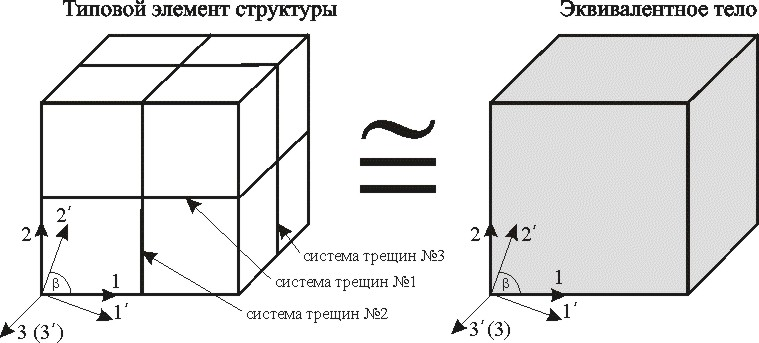 Типовой элемент структуры
Эквивалентное тело
2
2′
β
1
1′
3 (3′)
система трещин №3
система трещин №1
система трещин №2
2
2′
β
1
1′
3′(3)